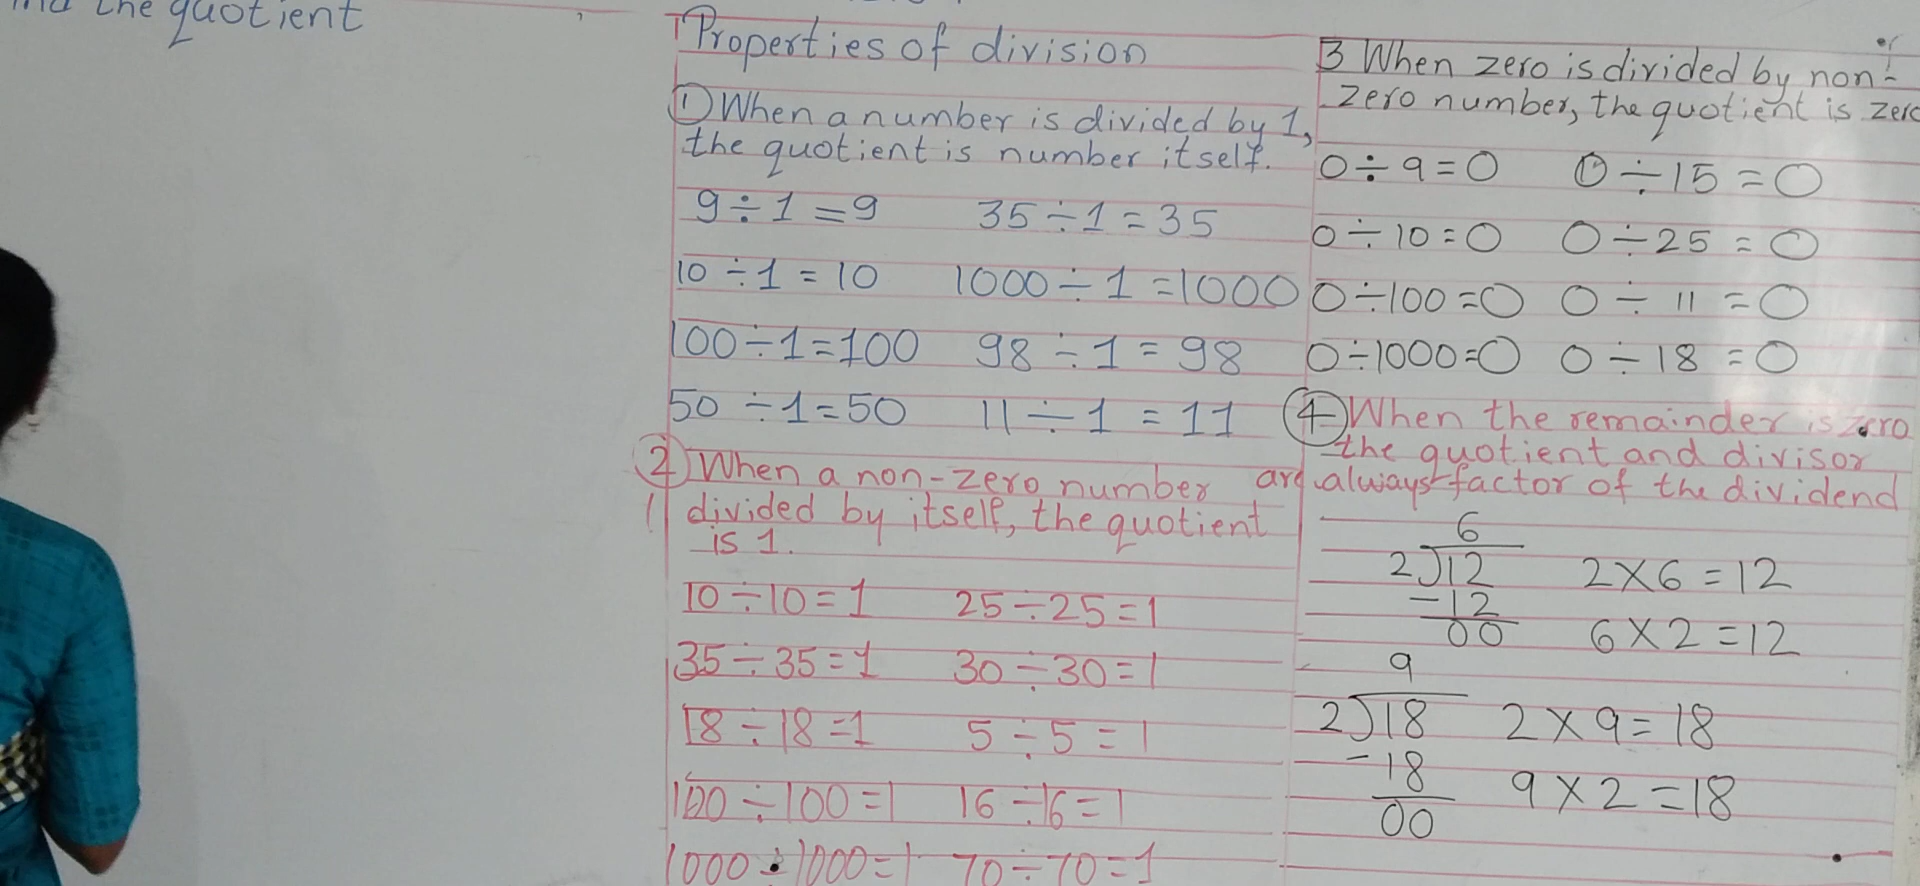 the quotient
Properties of division
① When a number is divided by 1,
the quotient is number itself.
9 ÷ 1 = 9 35 ÷ 1 = 35
10 ÷ 1 = 10 1000 ÷ 1 = 1000
100 ÷ 1 = 100 98 ÷ 1 = 98
50 ÷ 1 = 50 11 ÷ 1 = 11
② When a non-zero number
divided by itself, the quotient
is 1.
10 ÷ 10 = 1 25 ÷ 25 = 1
35 ÷ 35 = 1 30 ÷ 30 = 1
18 ÷ 18 = 1 5 ÷ 5 = 1
100 ÷ 100 = 1 16 ÷ 16 = 1
1000 ÷ 1000 = 1 70 ÷ 70 = 1
3 When zero is divided by non-
zero number, the quotient is zero
0 ÷ 9 = 0 0 ÷ 15 = 0
0 ÷ 10 = 0 0 ÷ 25 = 0
0 ÷ 100 = 0 0 ÷ 11 = 0
0 ÷ 1000 = 0 0 ÷ 18 = 0
④ When the remainder is zero
the quotient and divisor
are always factor of the dividend
6
2)12 2 × 6 = 12
-12
00 6 × 2 = 12
9
2)18 2 × 9 = 18
-18 9 × 2 = 18
00